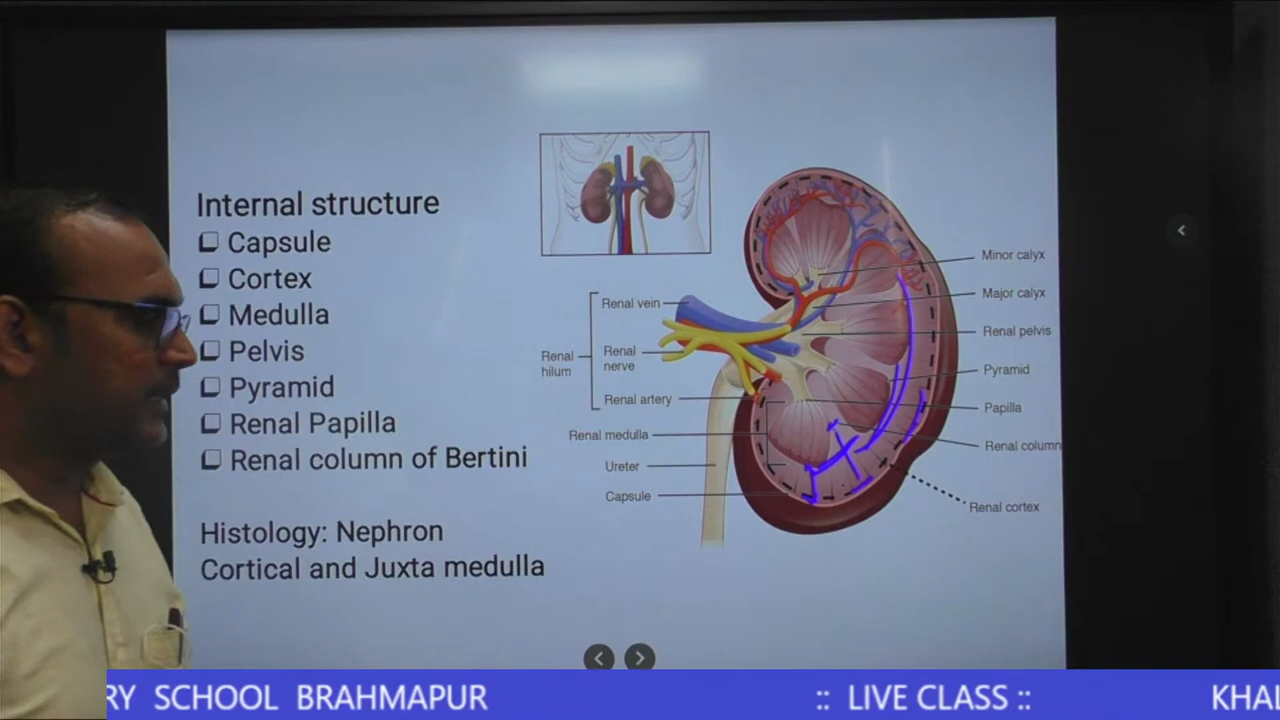 Internal structure
❑ Capsule
❑ Cortex
❑ Medulla
❑ Pelvis
❑ Pyramid
❑ Renal Papilla
❑ Renal column of Bertini
Histology: Nephron
Cortical and Juxta medulla
Renal vein
Renal
nerve
Renal
hilum
Renal artery
Renal medulla
Ureter
Capsule
Minor calyx
Major calyx
Renal pelvis
Pyramid
Papilla
Renal column
Renal cortex
RY SCHOOL BRAHMAPUR :: LIVE CLASS :: KHAL